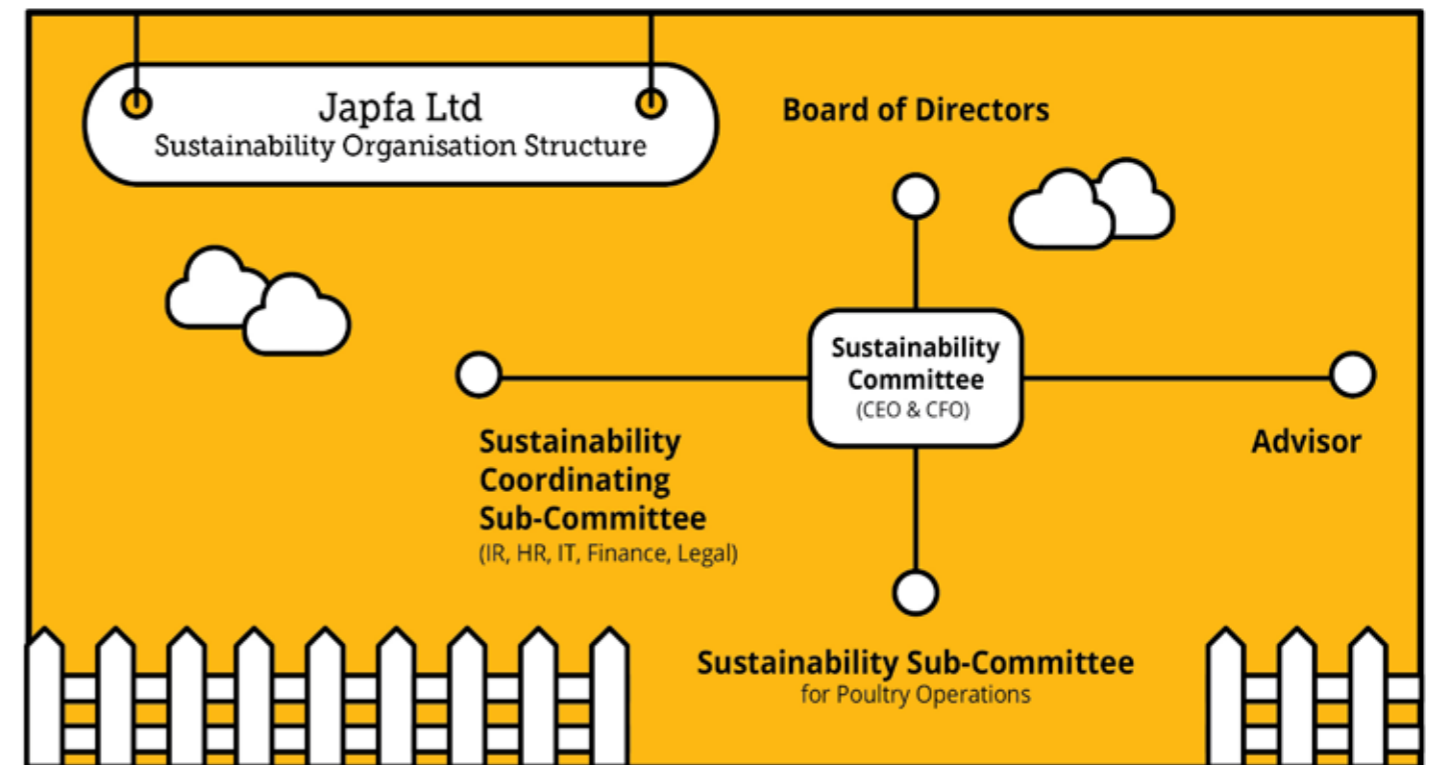 Japfa Ltd
Sustainability Organisation Structure
Board of Directors
Sustainability
Committee
(CEO & CFO)
Sustainability
Coordinating
Sub-Committee
(IR, HR, IT, Finance, Legal)
Advisor
Sustainability Sub-Committee
for Poultry Operations